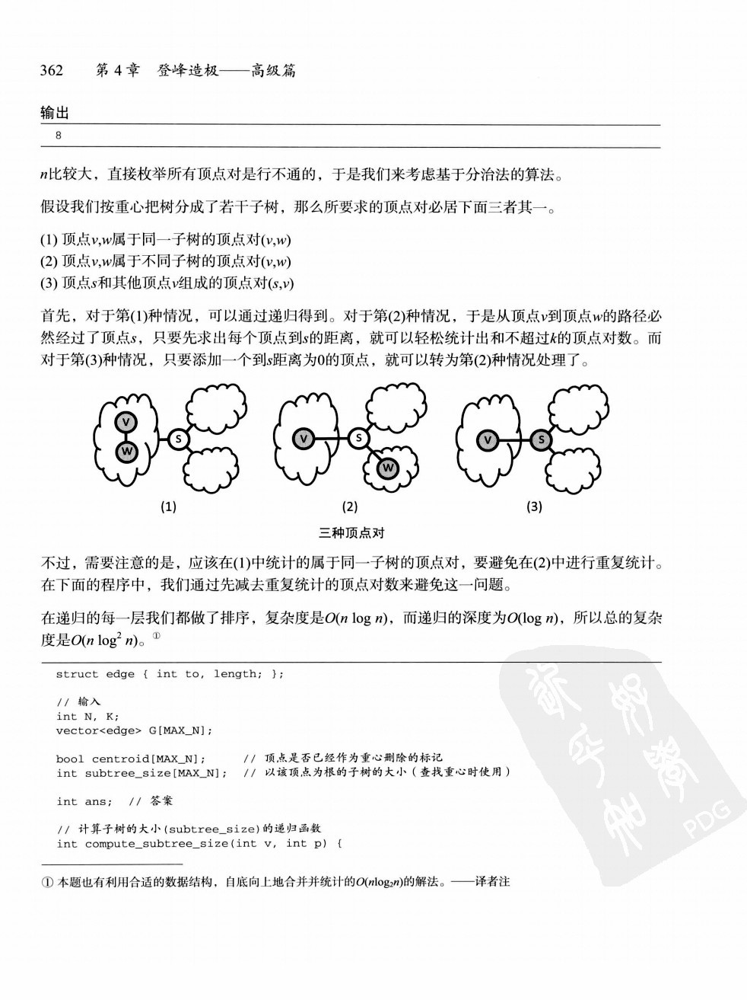 362 第 4 章 登峰造极——高级篇
输出
8
n比较大，直接枚举所有顶点对是行不通的，于是我们来考虑基于分治法的算法。
假设我们按重心把树分成了若干子树，那么所要求的顶点对必居下面三者其一。
(1) 顶点v,w属于同一子树的顶点对(v,w)
(2) 顶点v,w属于不同子树的顶点对(v,w)
(3) 顶点s和其他顶点v组成的顶点对(s,v)
首先，对于第(1)种情况，可以通过递归得到。对于第(2)种情况，于是从顶点v到顶点w的路径必
然经过了顶点s，只要先求出每个顶点到s的距离，就可以轻松统计出和不超过k的顶点对数。而
对于第(3)种情况，只要添加一个到s距离为0的顶点，就可以转为第(2)种情况处理了。
V
W
S
V
S
W
V
S
(1)
(2)
(3)
三种顶点对
不过，需要注意的是，应该在(1)中统计的属于同一子树的顶点对，要避免在(2)中进行重复统计。
在下面的程序中，我们通过先减去重复统计的顶点对数来避免这一问题。
在递归的每一层我们都做了排序，复杂度是O(n log n)，而递归的深度为O(log n)，所以总的复杂
度是O(n log² n)。①
struct edge { int to, length; };
// 输入
int N, K;
vector<edge> G[MAX_N];
bool centroid[MAX_N]; // 顶点是否已经作为重心删除的标记
int subtree_size[MAX_N]; // 以该顶点为根的子树的大小（查找重心时使用）
int ans; // 答案
// 计算子树的大小(subtree_size)的递归函数
int compute_subtree_size(int v, int p) {
PDG
① 本题也有利用合适的数据结构，自底向上地合并并统计的O(nlog₂n)的解法。——译者注